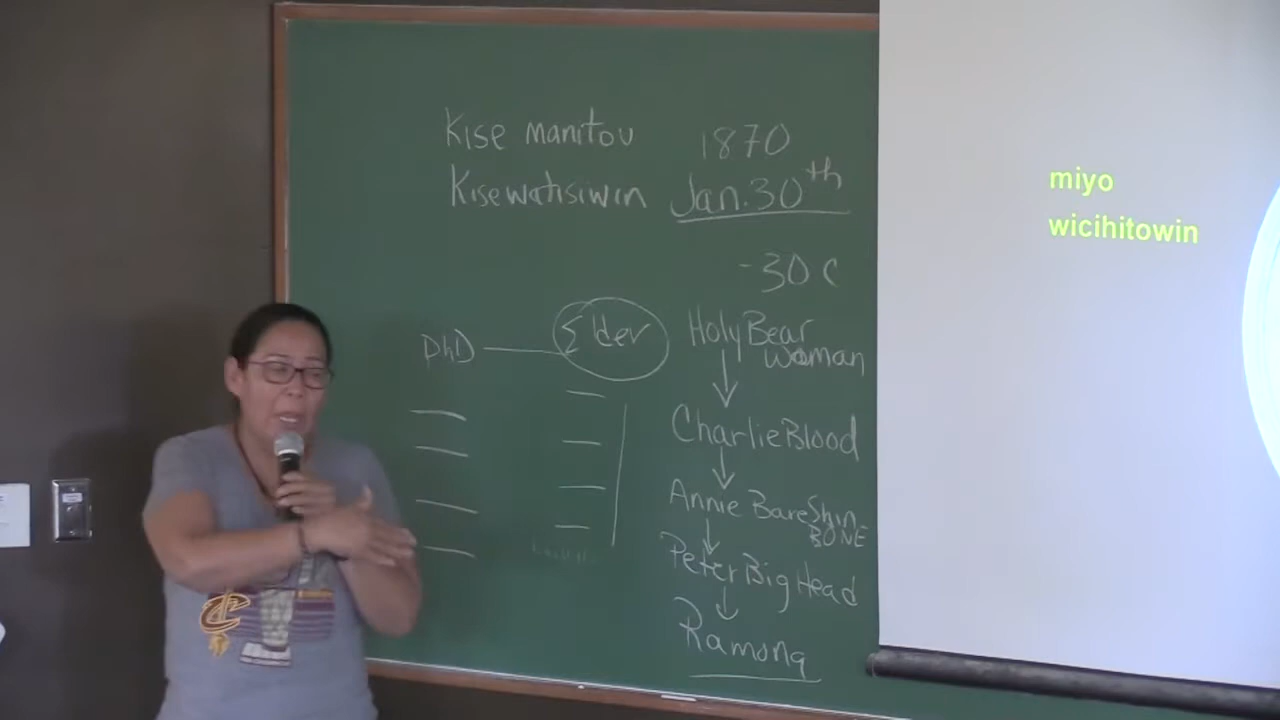 Kise manitou
Kisewatisiwin
1870
Jan. 30th
-30 C
PhD
Elder
Holy Bear
Woman
Charlie Blood
Annie Bare Shin
BONE
Peter Big Head
Ramona
miyo
wicihitowin